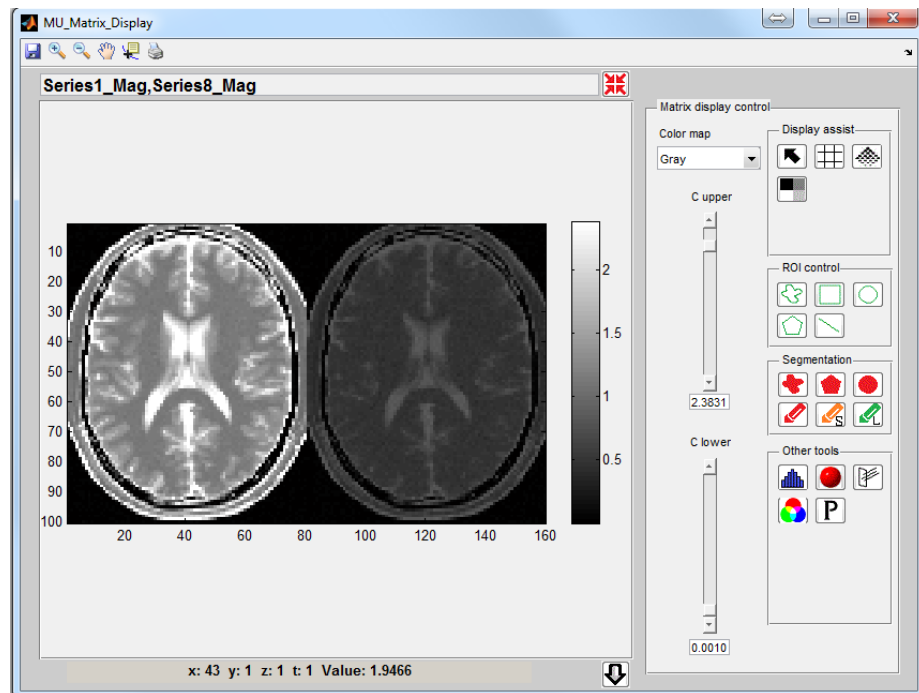 MU_Matrix_Display
Series1_Mag,Series8_Mag
10
20
30
40
50
60
70
80
90
100
20
40
60
80
100
120
140
160
2
1.5
1
0.5
x: 43 y: 1 z: 1 t: 1 Value: 1.9466
Matrix display control
Color map
Gray
C upper
2.3831
C lower
0.0010
Display assist
ROI control
Segmentation
S
L
Other tools
P